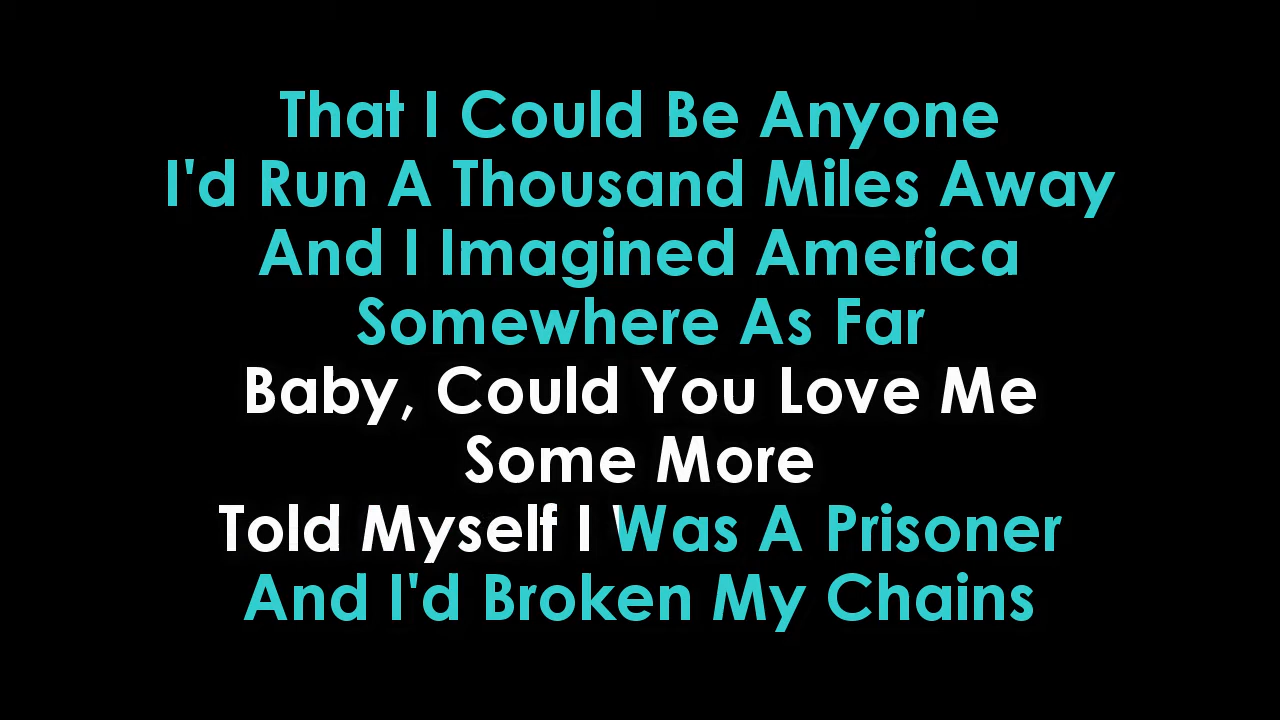 That I Could Be Anyone
I'd Run A Thousand Miles Away
And I Imagined America
Somewhere As Far
Baby, Could You Love Me
Some More
Told Myself I Was A Prisoner
And I'd Broken My Chains